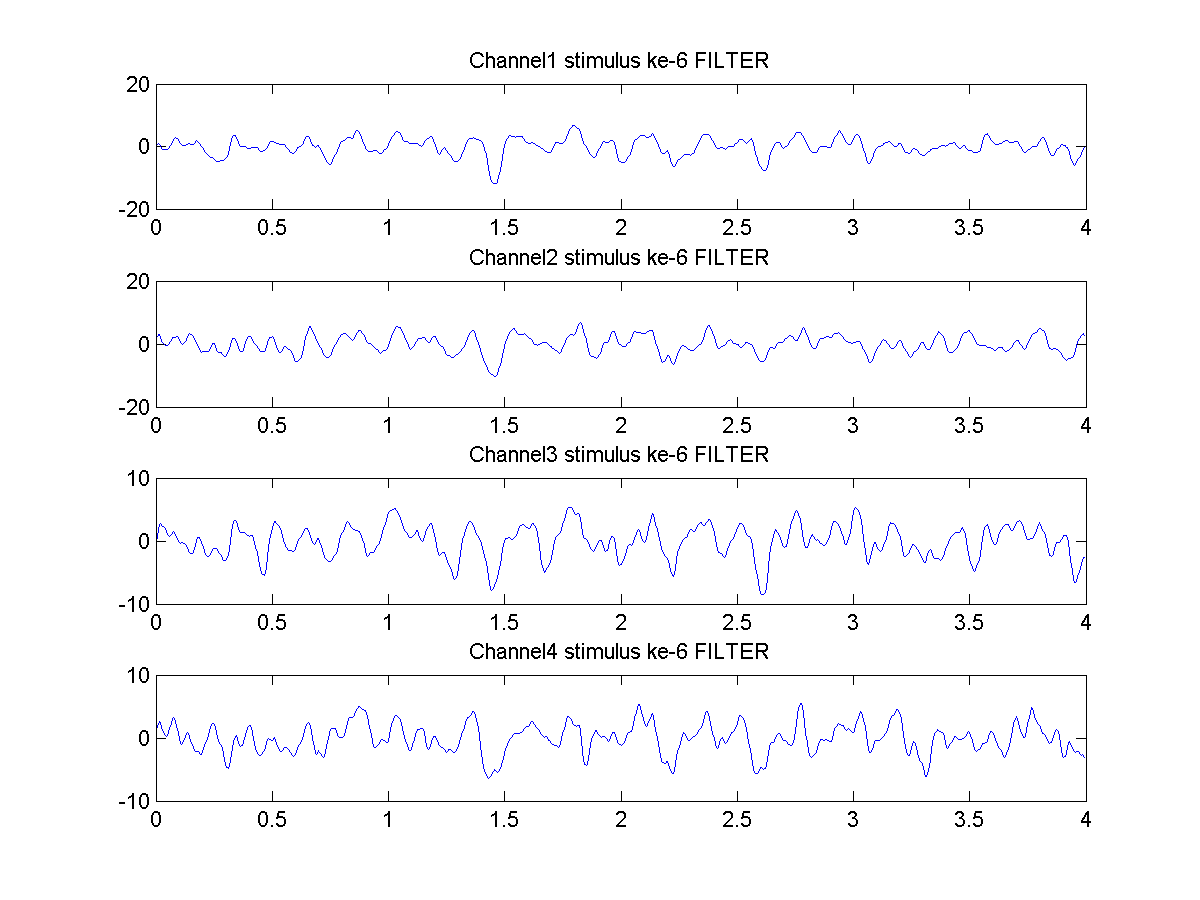 Channel1 stimulus ke-6 FILTER
20
0
-20
0 0.5 1 1.5 2 2.5 3 3.5 4
Channel2 stimulus ke-6 FILTER
20
0
-20
0 0.5 1 1.5 2 2.5 3 3.5 4
Channel3 stimulus ke-6 FILTER
10
0
-10
0 0.5 1 1.5 2 2.5 3 3.5 4
Channel4 stimulus ke-6 FILTER
10
0
-10
0 0.5 1 1.5 2 2.5 3 3.5 4